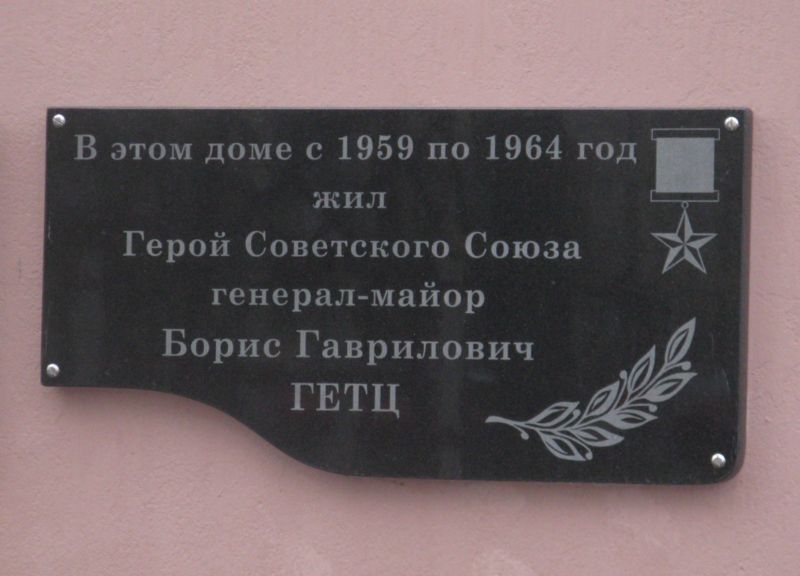 В этом доме с 1959 по 1964 год
жил
Герой Советского Союза
генерал-майор
Борис Гаврилович
ГЕТЦ